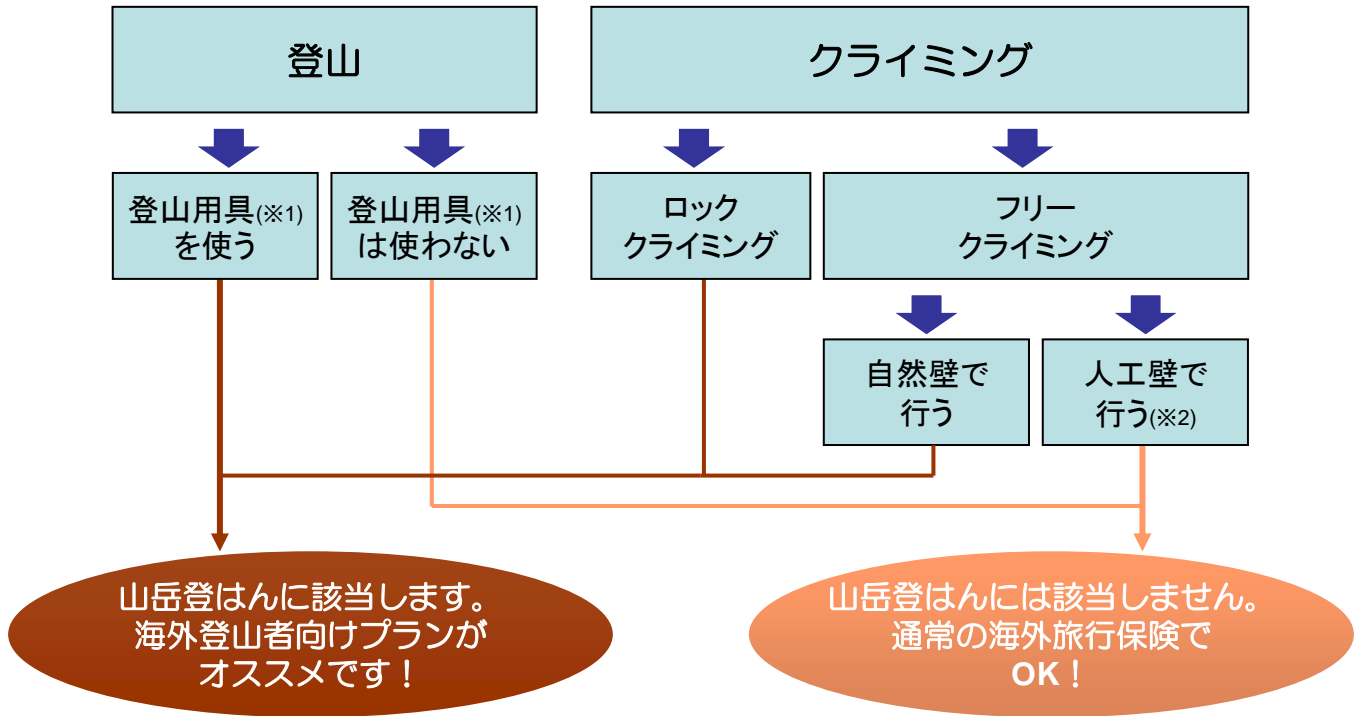 登山
クライミング
登山用具(※1)
を使う
登山用具(※1)
は使わない
ロック
クライミング
フリー
クライミング
自然壁で
行う
人工壁で
行う(※2)
山岳登はんに該当します。
海外登山者向けプランが
オススメです！
山岳登はんには該当しません。
通常の海外旅行保険で
OK！